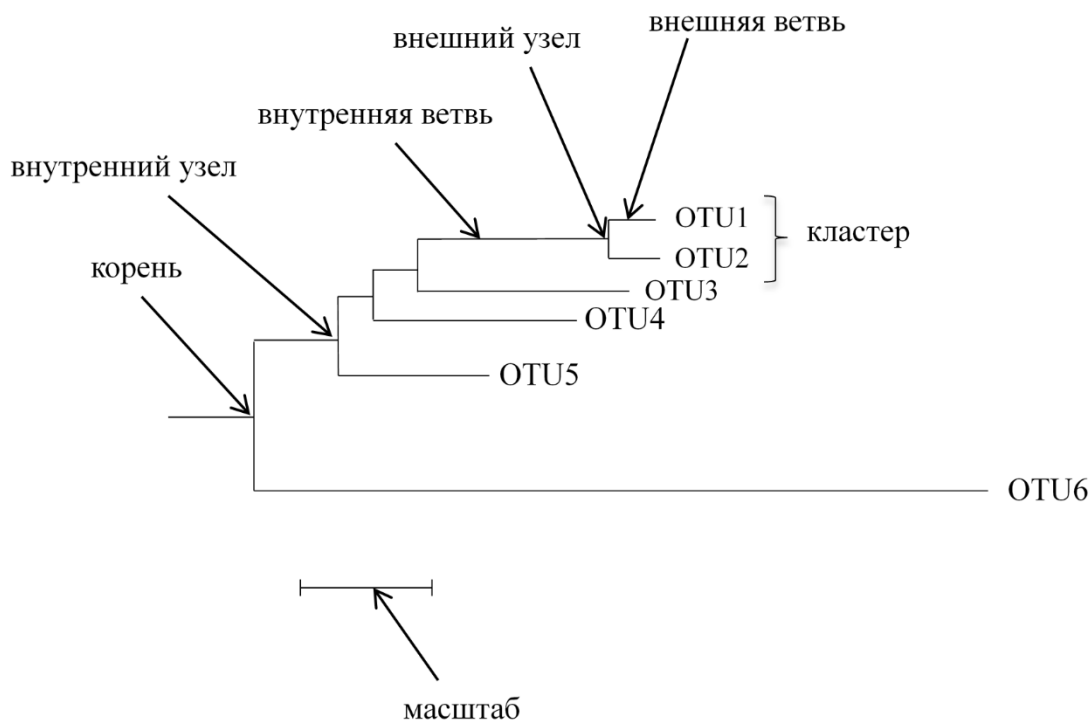 внешняя ветвь
внешний узел
внутренняя ветвь
внутренний узел
OTU1
кластер
OTU2
корень
OTU3
OTU4
OTU5
OTU6
масштаб